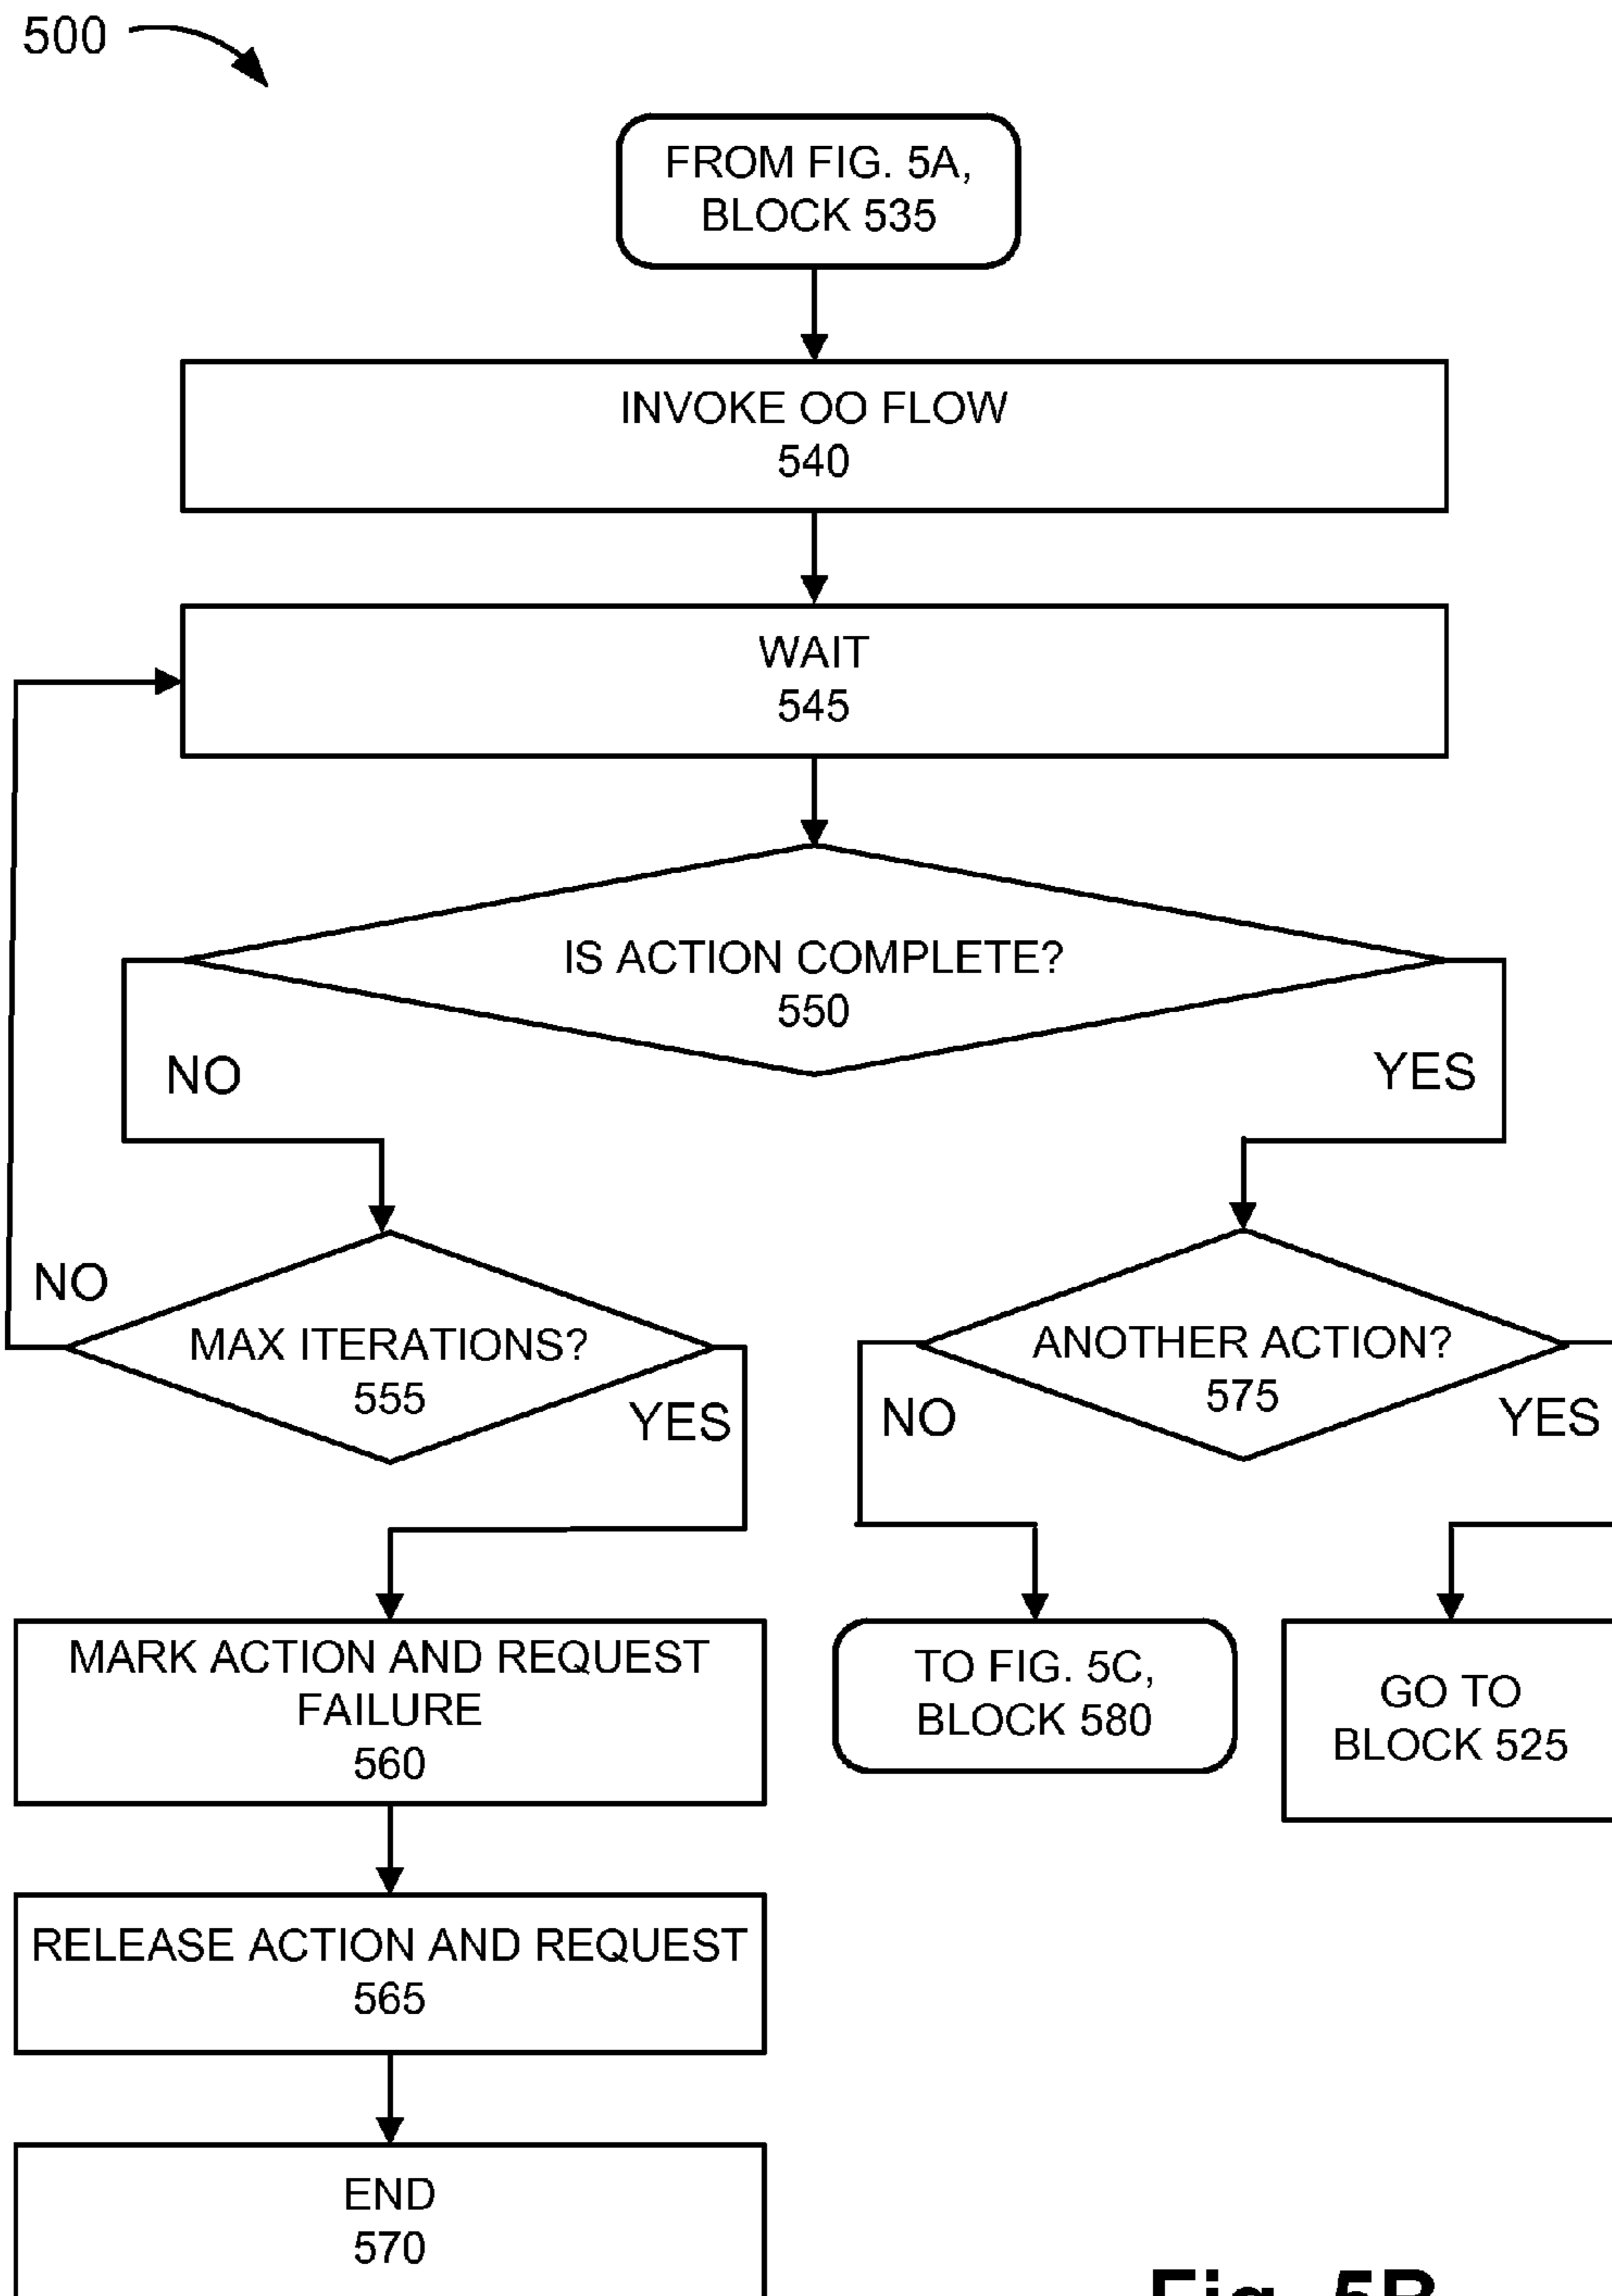 500
FROM FIG. 5A,
BLOCK 535
INVOKE OO FLOW
540
WAIT
545
IS ACTION COMPLETE?
550
NO
YES
NO
MAX ITERATIONS?
555
YES
ANOTHER ACTION?
575
NO
YES
MARK ACTION AND REQUEST
FAILURE
560
TO FIG. 5C,
BLOCK 580
GO TO
BLOCK 525
RELEASE ACTION AND REQUEST
565
END
570
Fig. 5B